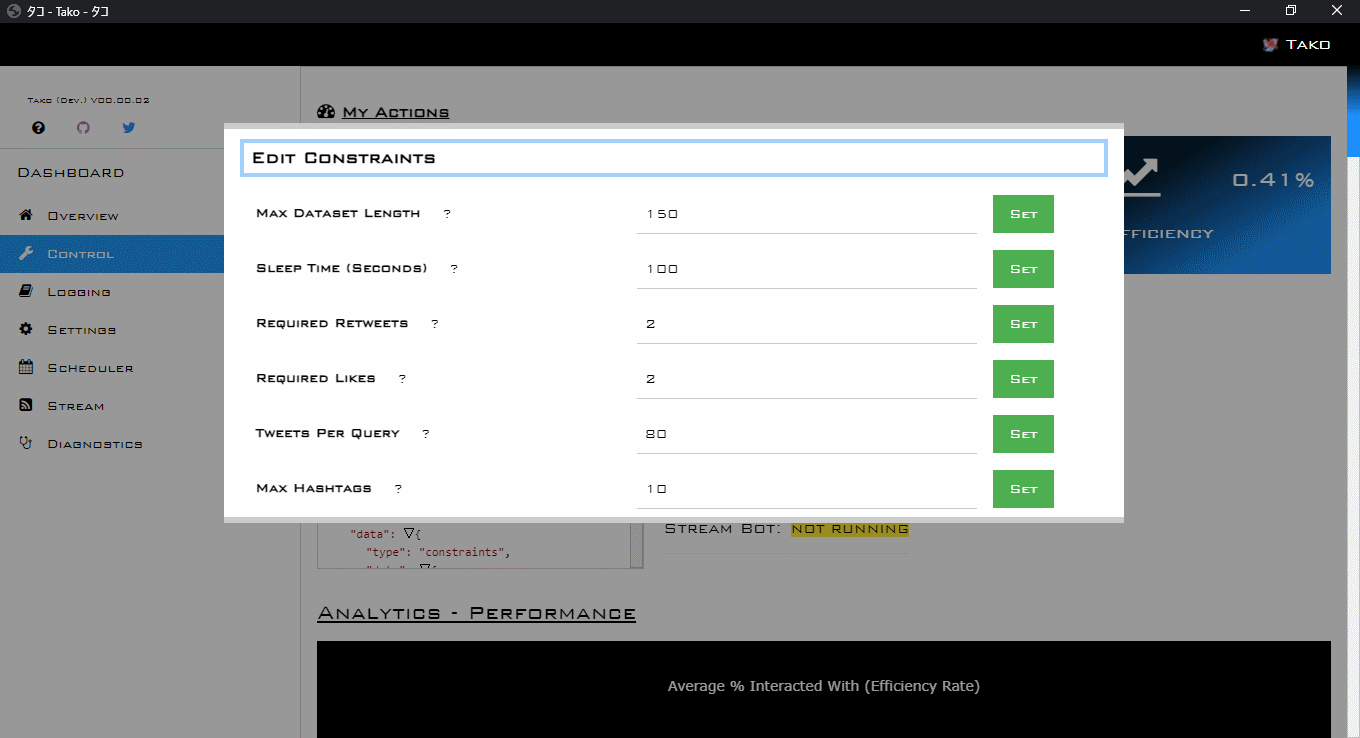 タコ - Tako - タコ
Tako
Tako (Dev.) V00.00.02
Dashboard
Overview
Control
Logging
Settings
Scheduler
Stream
Diagnostics
My Actions
0.41%
Edit Constraints
Max Dataset Length ? 150 Set
Sleep Time (Seconds) ? 100 Set
Required Retweets ? 2 Set
Required Likes ? 2 Set
Tweets Per Query ? 80 Set
Max Hashtags ? 10 Set
"data": ▽{
"type": "constraints",
Stream Bot: not running
Analytics - Performance
Average % Interacted With (Efficiency Rate)